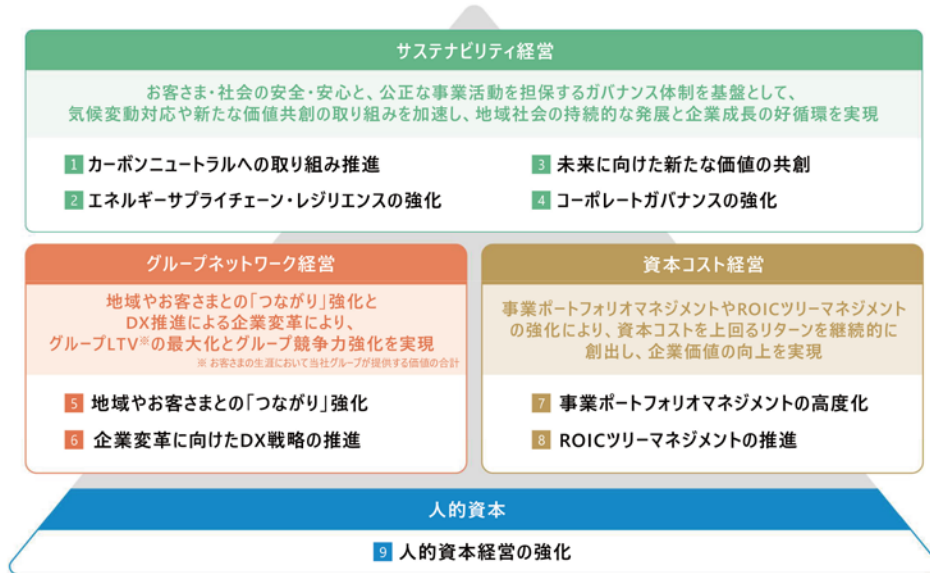 サステナビリティ経営
お客さま・社会の安全・安心と、公正な事業活動を担保するガバナンス体制を基盤として、
気候変動対応や新たな価値共創の取り組みを加速し、地域社会の持続的な発展と企業成長の好循環を実現
1 カーボンニュートラルへの取り組み推進
2 エネルギーサプライチェーン・レジリエンスの強化
3 未来に向けた新たな価値の共創
4 コーポレートガバナンスの強化
グループネットワーク経営
地域やお客さまとの「つながり」強化と
DX推進による企業変革により、
グループLTV※の最大化とグループ競争力強化を実現
※ お客さまの生涯において当社グループが提供する価値の合計
5 地域やお客さまとの「つながり」強化
6 企業変革に向けたDX戦略の推進
資本コスト経営
事業ポートフォリオマネジメントやROICツリーマネジメント
の強化により、資本コストを上回るリターンを継続的に
創出し、企業価値の向上を実現
7 事業ポートフォリオマネジメントの高度化
8 ROICツリーマネジメントの推進
人的資本
9 人的資本経営の強化